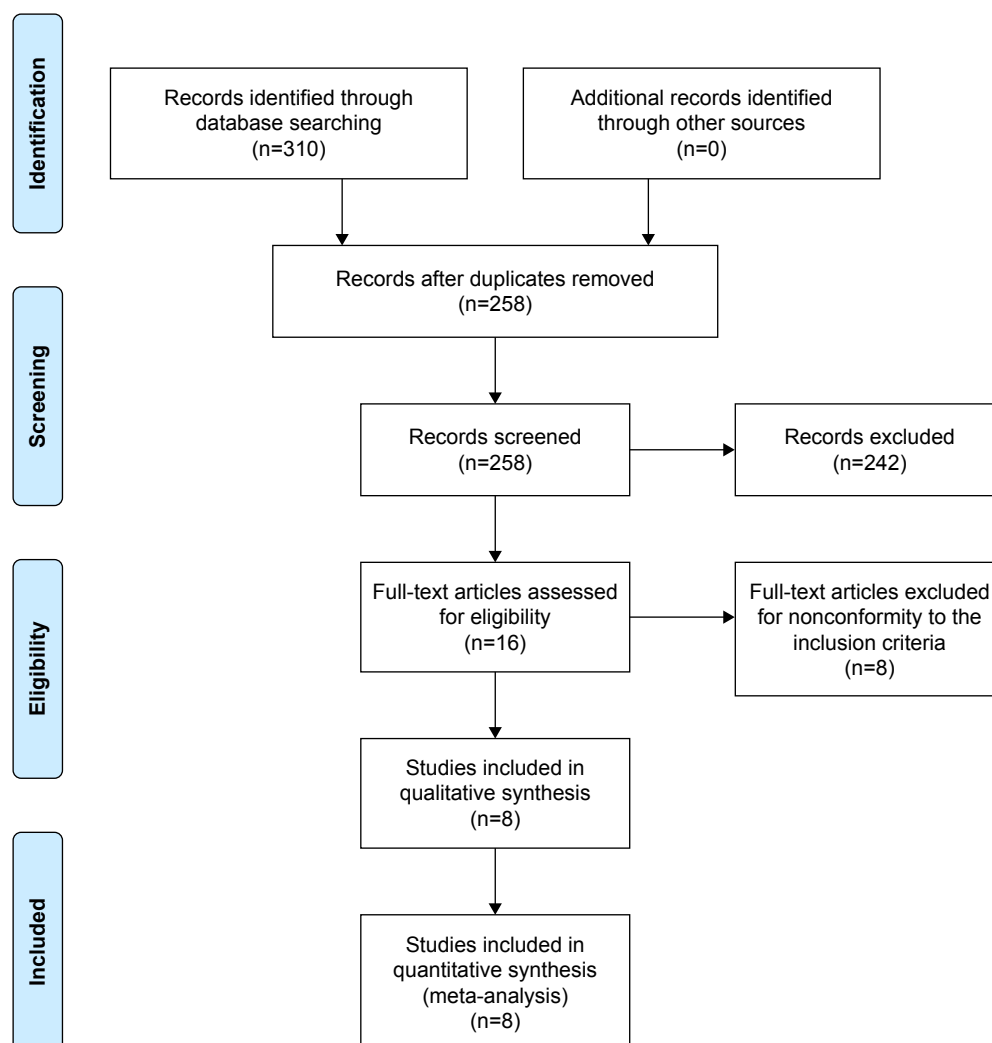 Identification
Records identified through
database searching
(n=310)
Additional records identified
through other sources
(n=0)
Records after duplicates removed
(n=258)
Screening
Records screened
(n=258)
Records excluded
(n=242)
Eligibility
Full-text articles assessed
for eligibility
(n=16)
Full-text articles excluded
for nonconformity to the
inclusion criteria
(n=8)
Studies included in
qualitative synthesis
(n=8)
Included
Studies included in
quantitative synthesis
(meta-analysis)
(n=8)